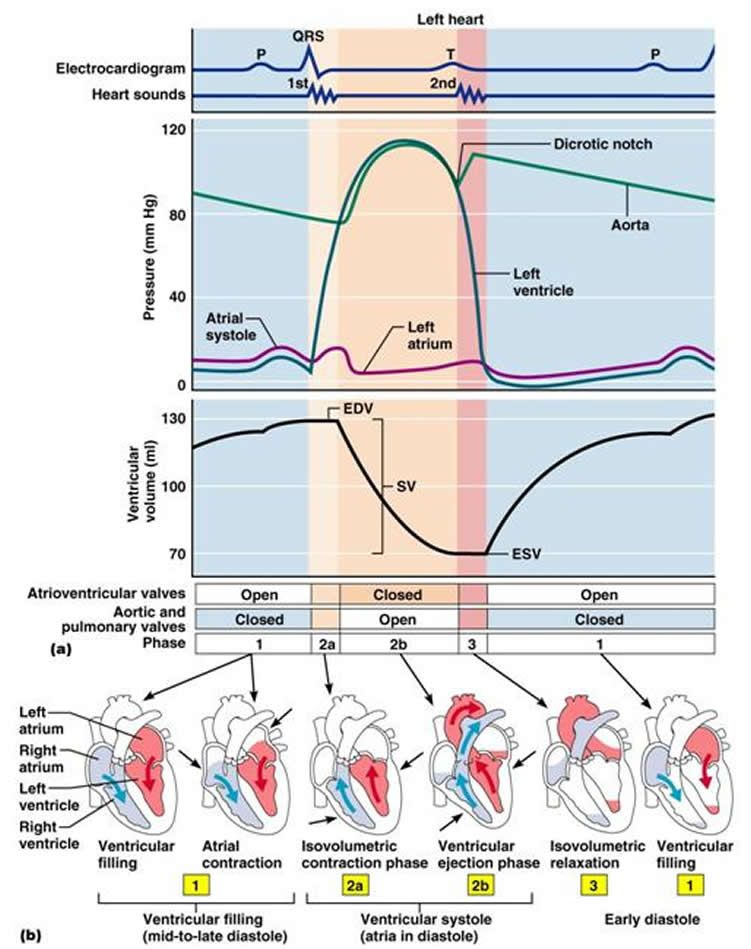 Left heart
QRS
P
T
P
Electrocardiogram
1st
2nd
Heart sounds
120
Dicrotic notch
80
Aorta
Pressure (mm Hg)
Left
ventricle
40
Atrial
systole
Left
atrium
0
130
EDV
Ventricular
volume (ml)
100
SV
70
ESV
Atrioventricular valves
Open
Closed
Open
Aortic and
pulmonary valves
Closed
Open
Closed
(a)
Phase
1
2a
2b
3
1
Left
atrium
Right
atrium
Left
ventricle
Right
ventricle
Ventricular
filling
Atrial
contraction
Isovolumetric
contraction phase
Ventricular
ejection phase
Isovolumetric
relaxation
Ventricular
filling
1
2a
2b
3
1
(b)
Ventricular filling
(mid-to-late diastole)
Ventricular systole
(atria in diastole)
Early diastole